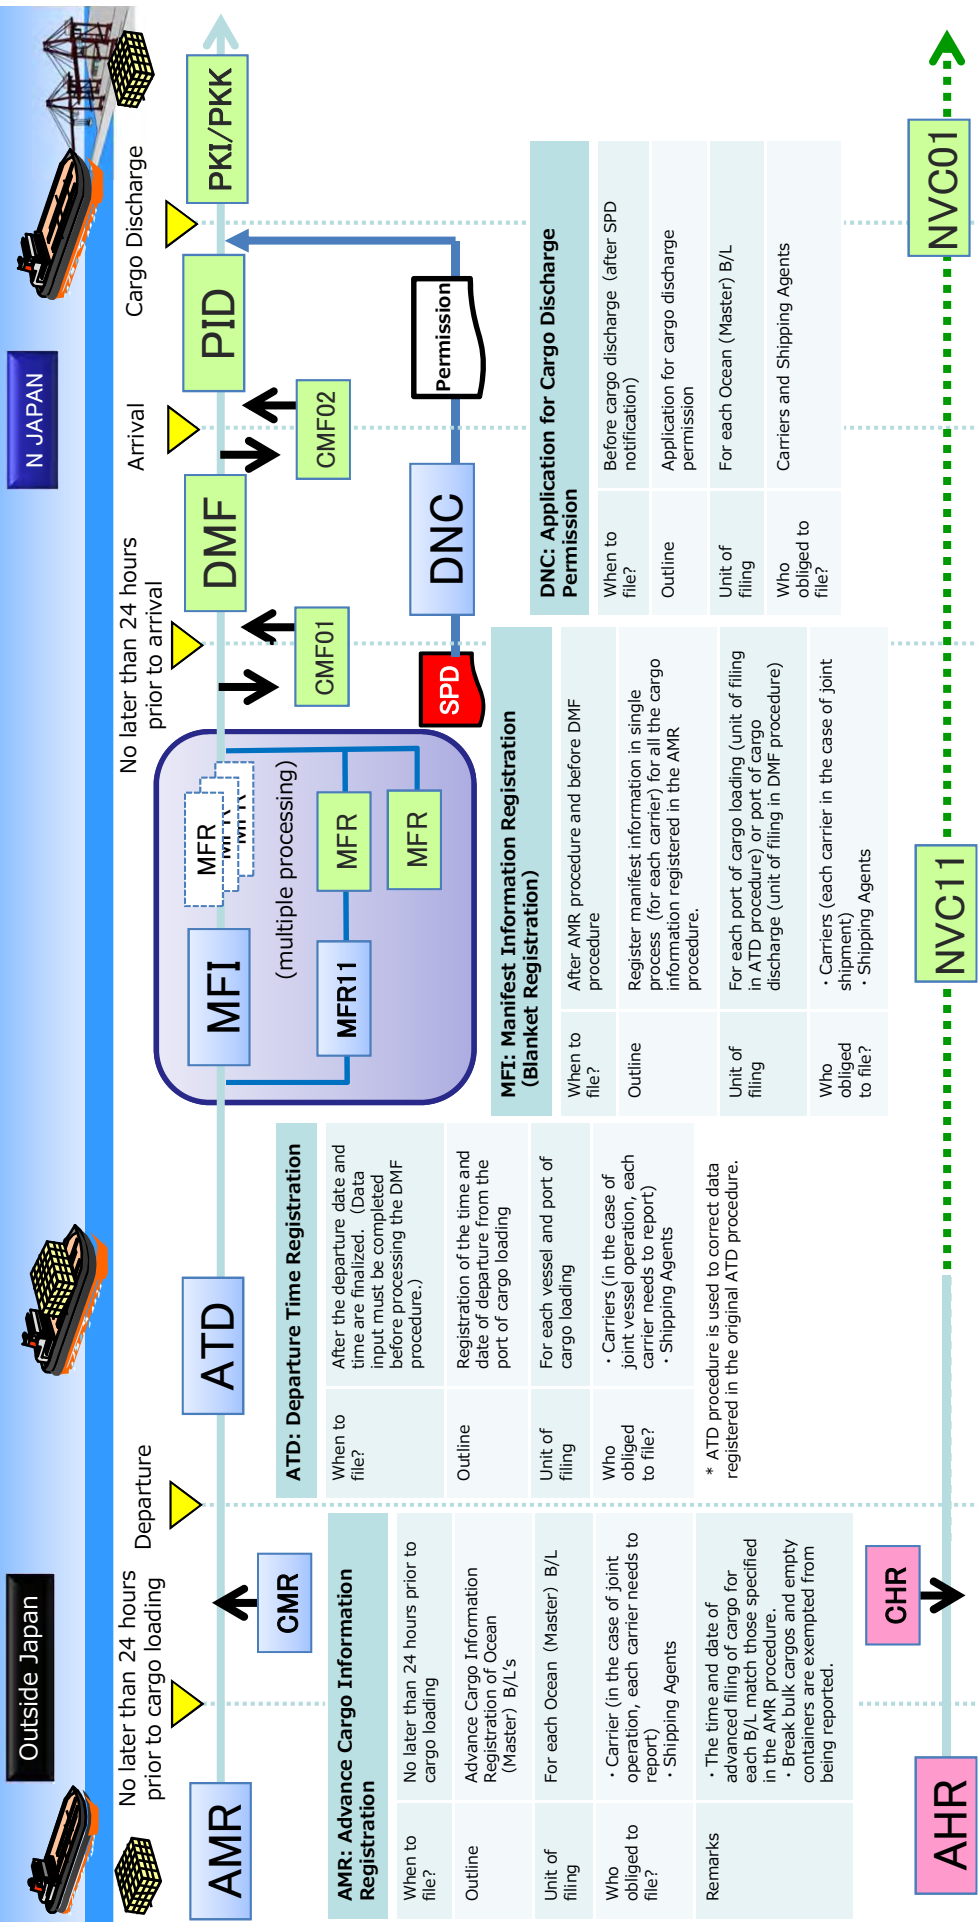 Outside Japan
N JAPAN
No later than 24 hours
prior to cargo loading
Departure
No later than 24 hours
prior to arrival
Arrival
Cargo Discharge
AMR
CMR
ATD
MFI
MFR
MFR
MFR
(multiple processing)
MFR11
MFR
MFR
DMF
CMF01
CMF02
PID
PKI/PKK
SPD
DNC
Permission
AMR: Advance Cargo Information
Registration
When to
file?
No later than 24 hours prior to
cargo loading
Outline
Advance Cargo Information
Registration of Ocean
(Master) B/L's
Unit of
filing
For each Ocean (Master) B/L
Who
obliged to
file?
・Carrier (in the case of joint
operation, each carrier needs to
report)
・Shipping Agents
Remarks
・The time and date of
advanced filing of cargo for
each B/L match those specified
in the AMR procedure.
・Break bulk cargos and empty
containers are exempted from
being reported.
ATD: Departure Time Registration
When to
file?
After the departure date and
time are finalized. (Data
input must be completed
before processing the DMF
procedure.)
Outline
Registration of the time and
date of departure from the
port of cargo loading
Unit of
filing
For each vessel and port of
cargo loading
Who
obliged
to file?
・Carriers (in the case of
joint vessel operation, each
carrier needs to report)
・Shipping Agents
* ATD procedure is used to correct data
registered in the original ATD procedure.
MFI: Manifest Information Registration
(Blanket Registration)
When to
file?
After AMR procedure and before DMF
procedure
Outline
Register manifest information in single
process (for each carrier) for all the cargo
information registered in the AMR
procedure.
Unit of
filing
For each port of cargo loading (unit of filing
in ATD procedure) or port of cargo
discharge (unit of filing in DMF procedure)
Who
obliged
to file?
・Carriers (each carrier in the case of joint
shipment)
・Shipping Agents
DNC: Application for Cargo Discharge
Permission
When to
file?
Before cargo discharge (after SPD
notification)
Outline
Application for cargo discharge
permission
Unit of
filing
For each Ocean (Master) B/L
Who
obliged to
file?
Carriers and Shipping Agents
AHR
CHR
NVC11
NVC01